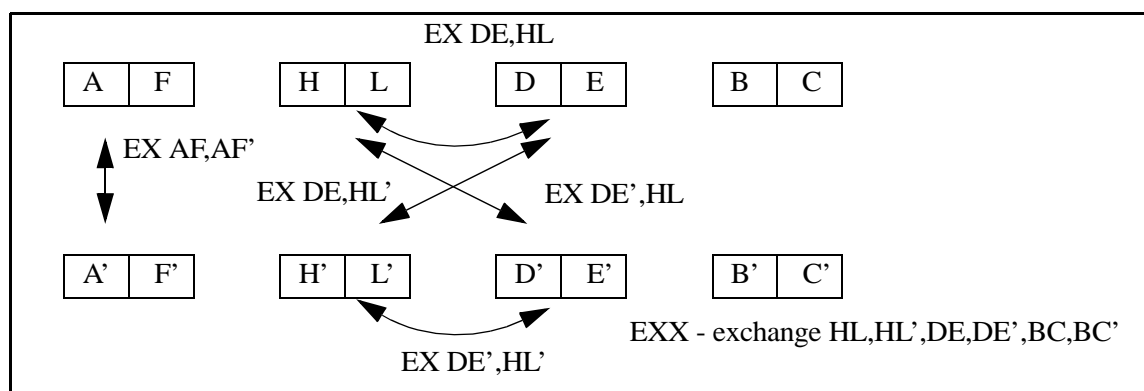 EX DE,HL
A F H L D E B C
EX AF,AF’
EX DE,HL’ EX DE’,HL
A’ F’ H’ L’ D’ E’ B’ C’
EXX - exchange HL,HL’,DE,DE’,BC,BC’
EX DE’,HL’